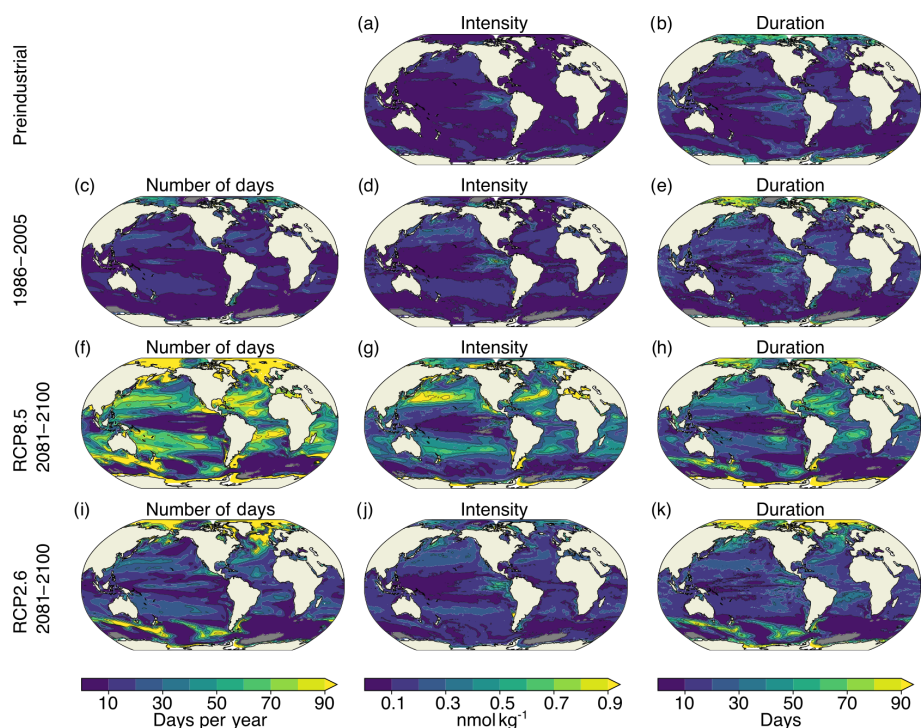 (a) Intensity
(b) Duration
Preindustrial
(c) Number of days
(d) Intensity
(e) Duration
1986–2005
(f) Number of days
(g) Intensity
(h) Duration
RCP8.5
2081–2100
(i) Number of days
(j) Intensity
(k) Duration
RCP2.6
2081–2100
10 30 50 70 90
Days per year
0.1 0.3 0.5 0.7 0.9
nmol kg⁻¹
10 30 50 70 90
Days